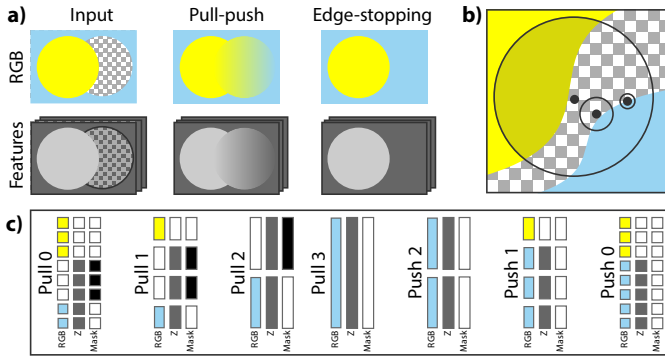 a) Input Pull-push Edge-stopping b)
RGB
Features
c)
Pull 0 Pull 1 Pull 2 Pull 3 Push 2 Push 1 Push 0
RGB Z Mask RGB Z Mask RGB Z Mask RGB Z Mask RGB Z Mask RGB Z Mask RGB Z Mask